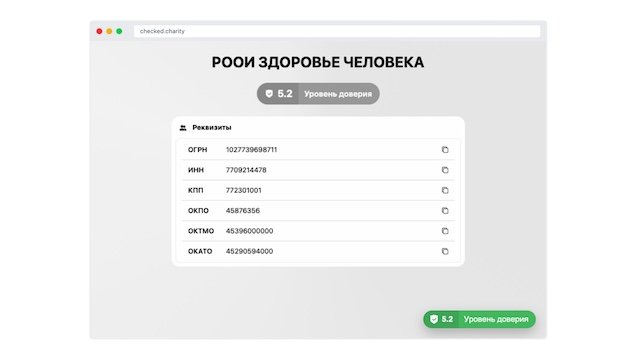 checked.charity
РООИ ЗДОРОВЬЕ ЧЕЛОВЕКА
5.2 Уровень доверия
Реквизиты
ОГРН 1027739698711
ИНН 7709214478
КПП 772301001
ОКПО 45876356
ОКТМО 45396000000
ОКАТО 45290594000
5.2 Уровень доверия